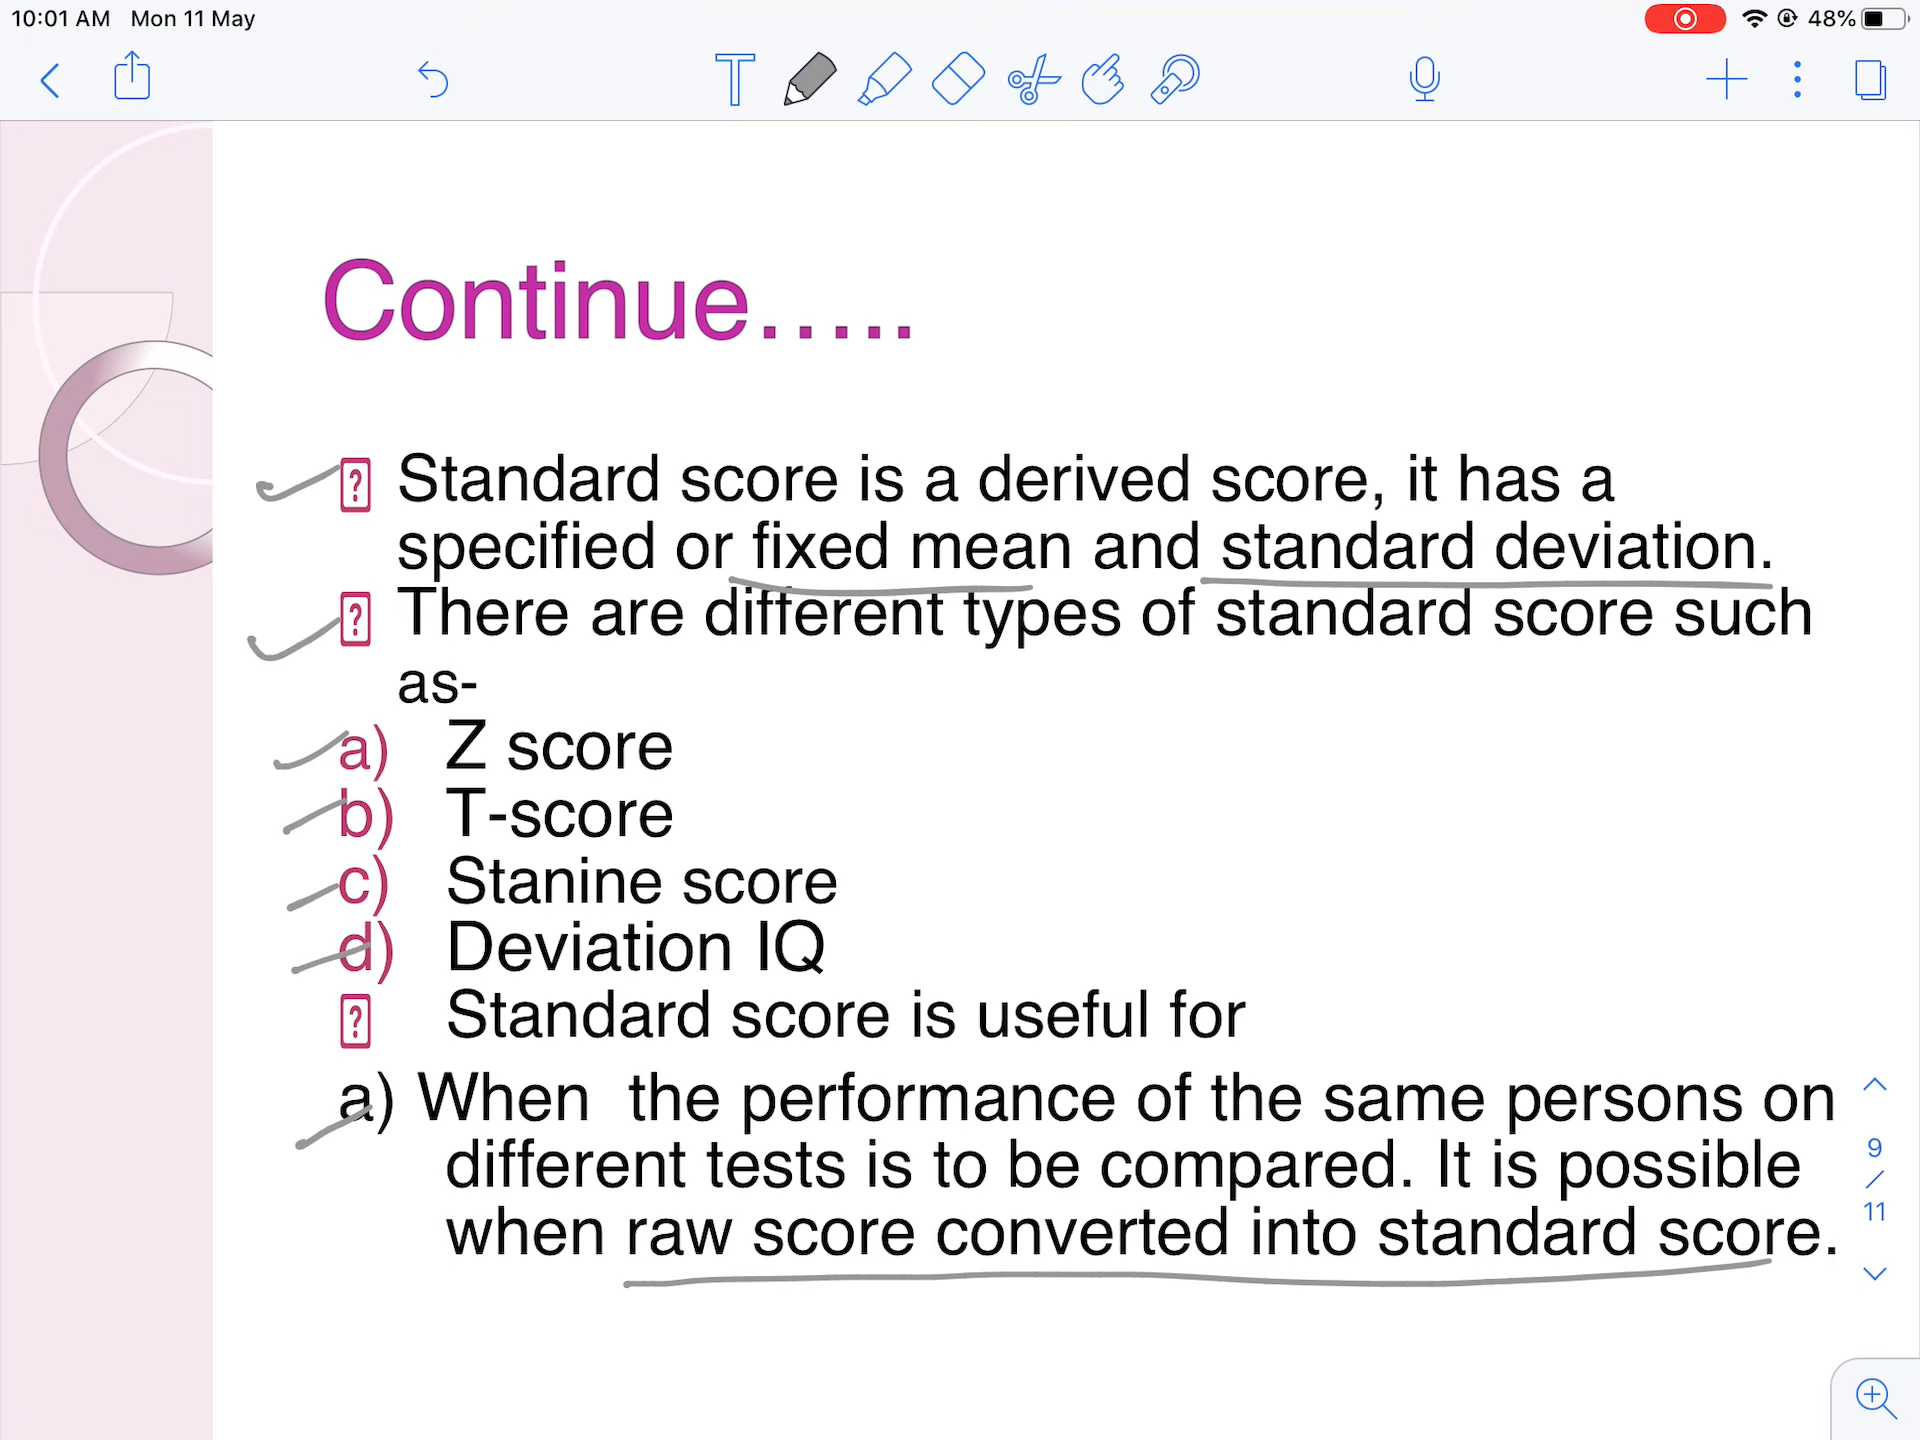 10:01 AM Mon 11 May
48%
Continue.....
Standard score is a derived score, it has a
specified or fixed mean and standard deviation.
There are different types of standard score such
as-
a) Z score
b) T-score
c) Stanine score
d) Deviation IQ
Standard score is useful for
a) When the performance of the same persons on
different tests is to be compared. It is possible
when raw score converted into standard score.
9
/
11